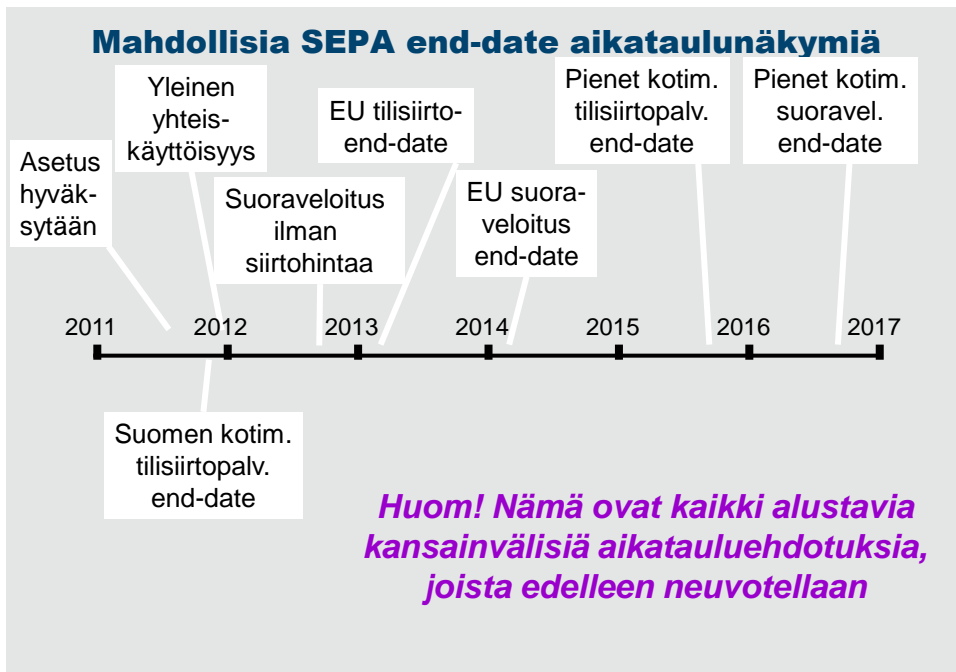 Mahdollisia SEPA end-date aikataulunäkymiä
Asetus
hyväk-
sytään
Yleinen
yhteis-
käyttöisyys
Suoraveloitus
ilman
siirtohintaa
EU tilisiirto-
end-date
EU suora-
veloitus
end-date
Pienet kotim.
tilisiirtopalv.
end-date
Pienet kotim.
suoravel.
end-date
2011
2012
2013
2014
2015
2016
2017
Suomen kotim.
tilisiirtopalv.
end-date
Huom! Nämä ovat kaikki alustavia
kansainvälisiä aikatauluehdotuksia,
joista edelleen neuvotellaan